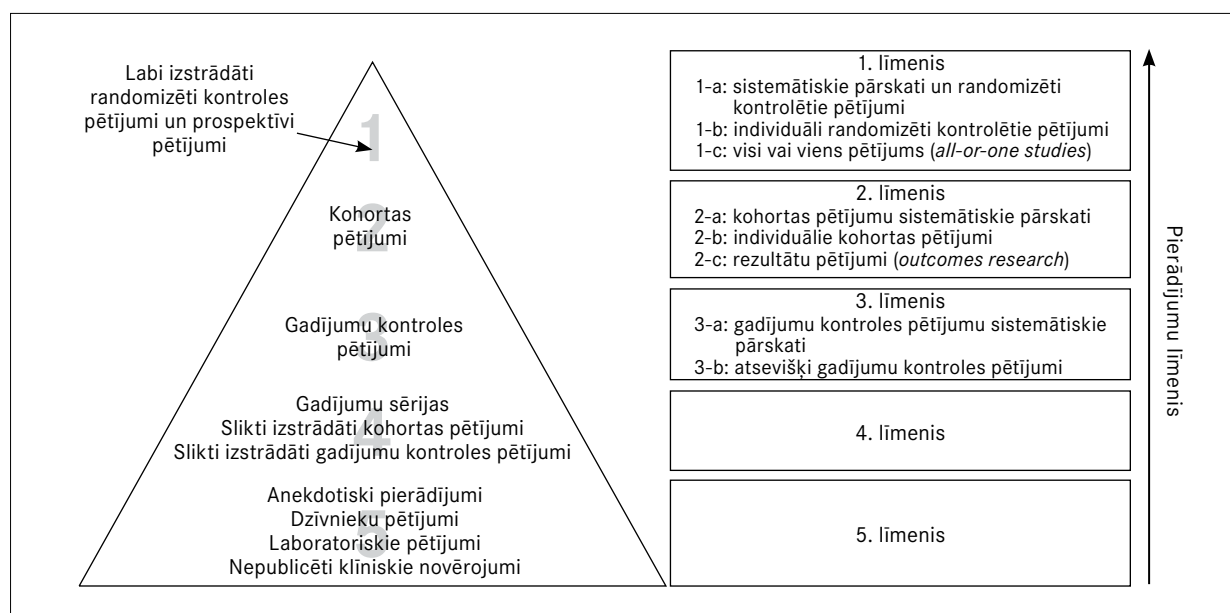 Labi izstrādāti
randomizēti kontroles
pētījumi un prospektīvi
pētījumi
1
2
Kohortas
pētījumi
3
Gadījumu kontroles
pētījumi
4
Gadījumu sērijas
Slikti izstrādāti kohortas pētījumi
Slikti izstrādāti gadījumu kontroles pētījumi
5
Anekdotiski pierādījumi
Dzīvnieku pētījumi
Laboratoriskie pētījumi
Nepublicēti klīniskie novērojumi
1. līmenis
1-a: sistemātiskie pārskati un randomizēti
kontrolētie pētījumi
1-b: individuāli randomizēti kontrolētie pētījumi
1-c: visi vai viens pētījums (all-or-one studies)
2. līmenis
2-a: kohortas pētījumu sistemātiskie pārskati
2-b: individuālie kohortas pētījumi
2-c: rezultātu pētījumi (outcomes research)
3. līmenis
3-a: gadījumu kontroles pētījumu sistemātiskie
pārskati
3-b: atsevišķi gadījumu kontroles pētījumi
4. līmenis
5. līmenis
Pierādījumu līmenis